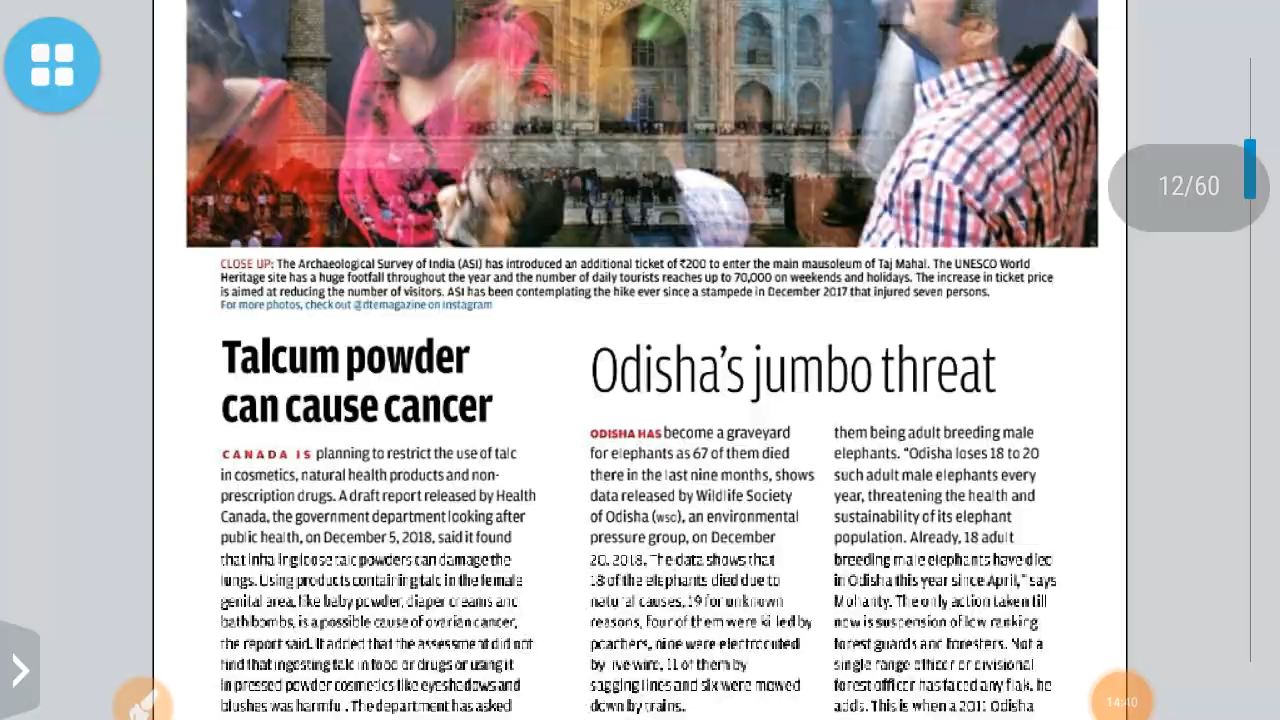 12/60
CLOSE UP: The Archaeological Survey of India (ASI) has introduced an additional ticket of ₹200 to enter the main mausoleum of Taj Mahal. The UNESCO World
Heritage site has a huge footfall throughout the year and the number of daily tourists reaches up to 70,000 on weekends and holidays. The increase in ticket price
is aimed at reducing the number of visitors. ASI has been contemplating the hike ever since a stampede in December 2017 that injured seven persons.
For more photos, check out @dtemagazine on instagram
Talcum powder
can cause cancer
CANADA IS planning to restrict the use of talc
in cosmetics, natural health products and non-
prescription drugs. A draft report released by Health
Canada, the government department looking after
public health, on December 5, 2018, said it found
that inhaling loose talc powders can damage the
lungs. Using products containing talc in the female
genital area, like baby powder, diaper creams and
bath bombs, is a possible cause of ovarian cancer,
the report said. It added that the assessment did not
find that ingesting talc in food or drugs or using it
in pressed powder cosmetics like eyeshadows and
blushes was harmful. The department has asked
Odisha's jumbo threat
ODISHA HAS become a graveyard
for elephants as 67 of them died
there in the last nine months, shows
data released by Wildlife Society
of Odisha (WSO), an environmental
pressure group, on December
20, 2018. The data shows that
18 of the elephants died due to
natural causes, 19 for unknown
reasons, four of them were killed by
poachers, nine were electrocuted
by live wire, 11 of them by
sagging lines and six were mowed
down by trains.
them being adult breeding male
elephants. "Odisha loses 18 to 20
such adult male elephants every
year, threatening the health and
sustainability of its elephant
population. Already, 18 adult
breeding male elephants have died
in Odisha this year since April," says
Mohanty. The only action taken till
now is suspension of low ranking
forest guards and foresters. Not a
single range officer or divisional
forest officer has faced any flak, he
adds. This is when a 2011 Odisha
14:40